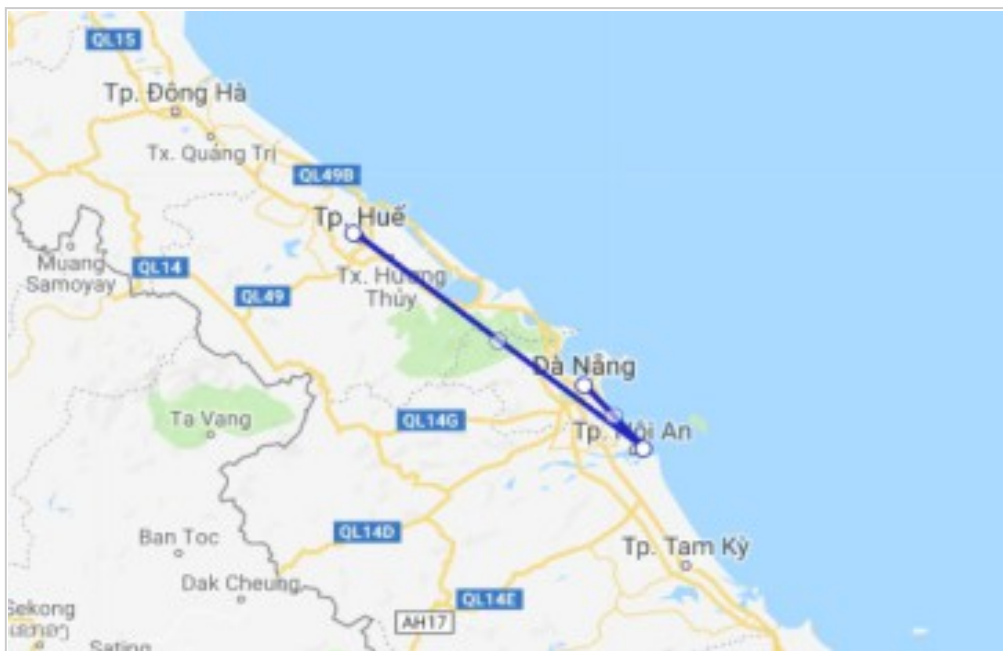 QL15
Tp. Đông Hà
Tx. Quảng Trị
QL49B
Tp. Huế
Muang
Samoyay
QL14
Tx. Hương
Thủy
QL49
Đà Nẵng
Ta Vang
QL14G
Tp. Hội An
QL14D
Ban Toc
Tp. Tam Kỳ
Dak Cheung
QL14E
Sekong
AH17
Sating